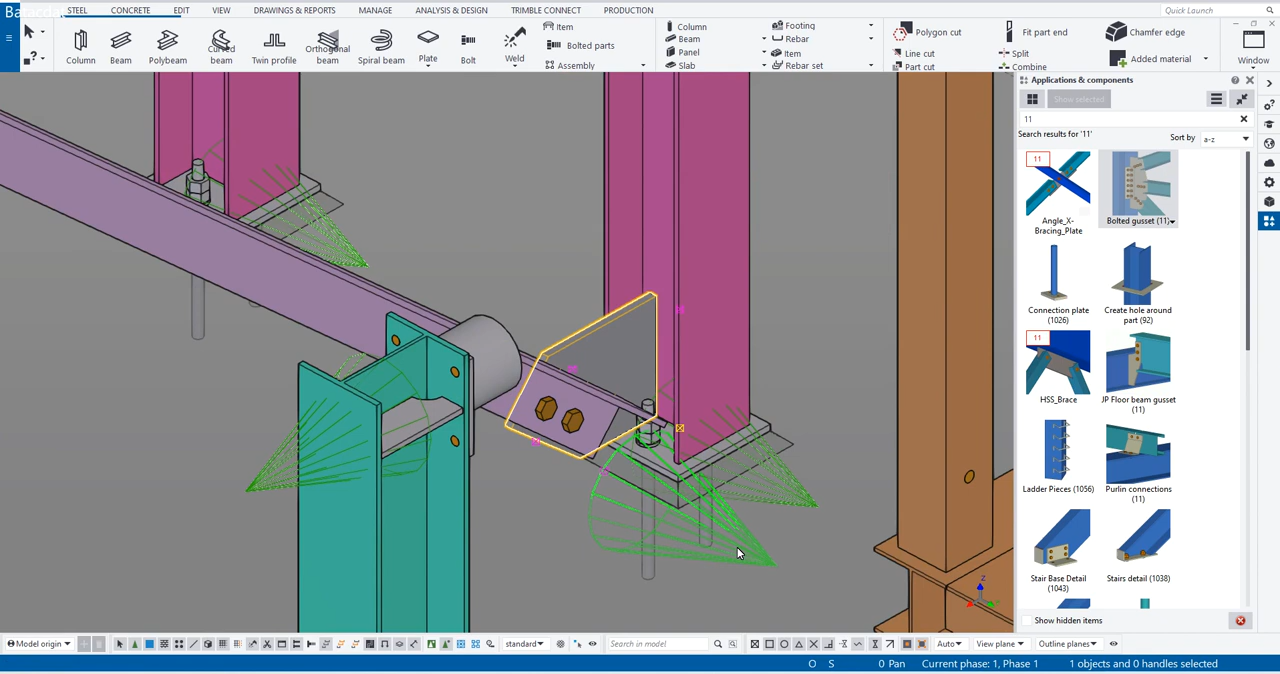 STEEL CONCRETE EDIT VIEW DRAWINGS & REPORTS MANAGE ANALYSIS & DESIGN TRIMBLE CONNECT PRODUCTION Quick Launch
Column Beam Polybeam Curved beam Twin profile Orthogonal beam Spiral beam Plate Bolt Weld
Item
Bolted parts
Assembly
Column
Beam
Panel
Slab
Footing
Rebar
Item
Rebar set
Polygon cut
Line cut
Part cut
Fit part end
Split
Combine
Chamfer edge
Added material
Window
Applications & components
Show selected
11
Search results for '11'
Sort by a-z
11
Angle_X-
Bracing_Plate
Bolted gusset (11)
Connection plate
(1026)
Create hole around
part (92)
11
HSS_Brace
JP Floor beam gusset
(11)
Ladder Pieces (1056)
Purlin connections
(11)
Stair Base Detail
(1043)
Stairs detail (1038)
Show hidden items
Z
Model origin
standard
Search in model
Auto
View plane
Outline planes
O S 0 Pan Current phase: 1, Phase 1 1 objects and 0 handles selected